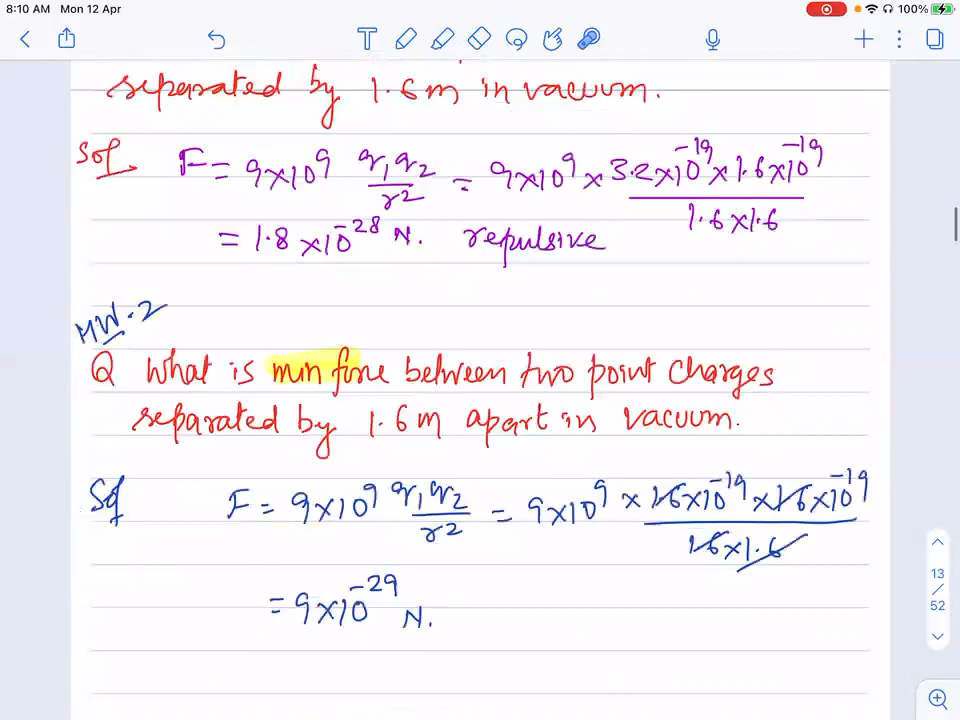 8:10 AM Mon 12 Apr 100%
separated by 1.6m in vacuum.
Sol F = 9×10^9 q1q2/r^2 = 9×10^9 × 3.2×10^-19 × 1.6×10^-19 / 1.6×1.6
= 1.8×10^-28 N. repulsive
HW-2
Q What is min force between two point charges
separated by 1.6m apart in vacuum.
Sol F = 9×10^9 q1q2/r^2 = 9×10^9 × 1.6×10^-19 × 1.6×10^-19 / 1.6×1.6
= 9×10^-29 N.
13
/
52